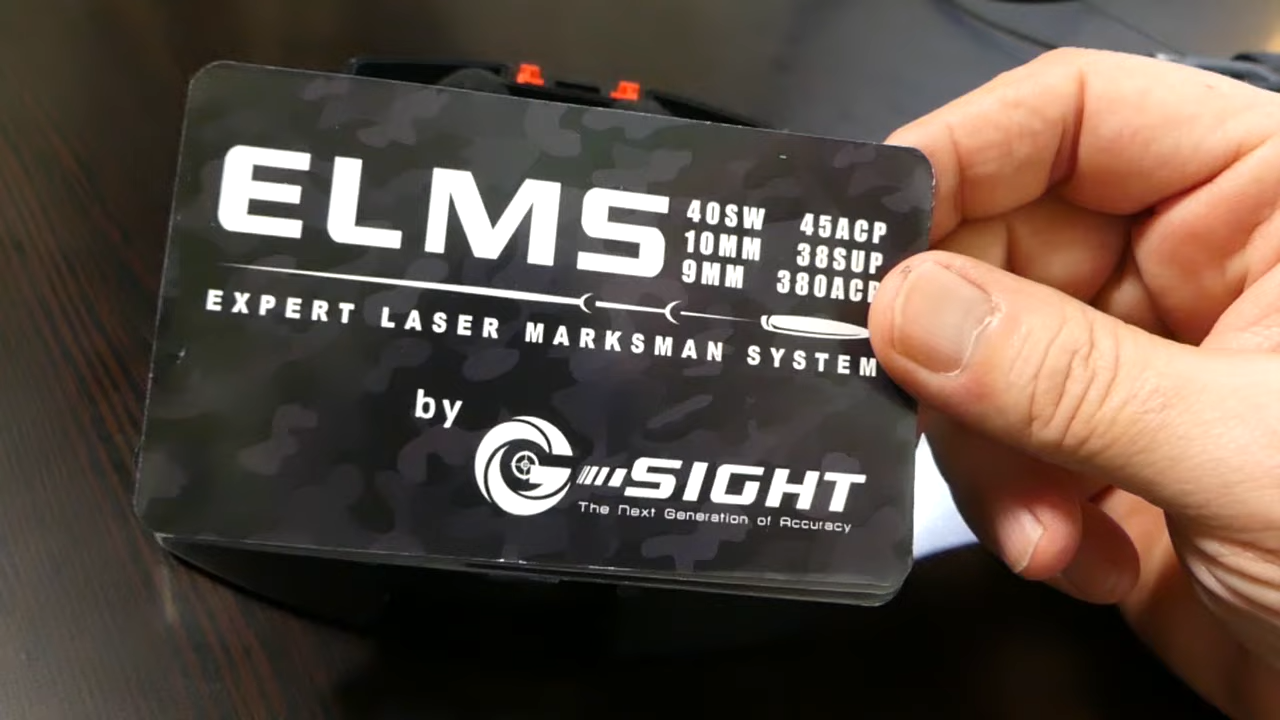 ELMS
40SW 45ACP
10MM 38SUP
9MM 380ACP
EXPERT LASER MARKSMAN SYSTEM
by
G SIGHT
The Next Generation of Accuracy